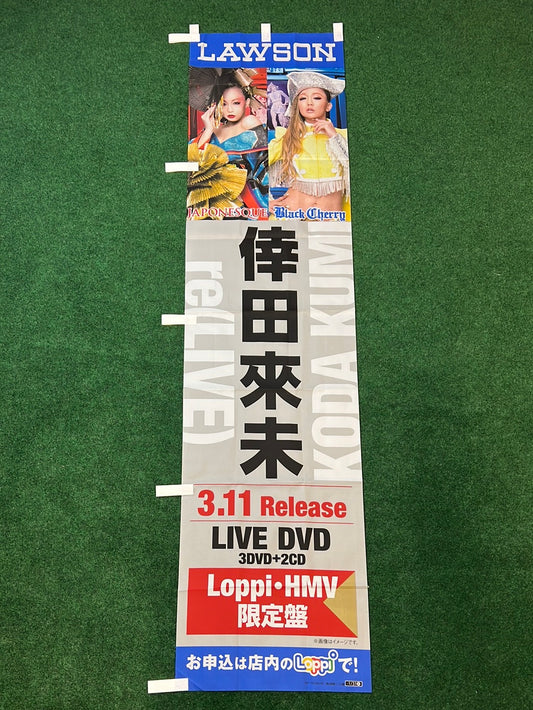 LAWSON
JAPONESQUE
Black Cherry
倖田來未
re(LIVE)
KODA KUMI
3.11 Release
LIVE DVD
3DVD+2CD
Loppi・HMV
限定盤
※画像はイメージです。
お申込は店内のLoppiで!